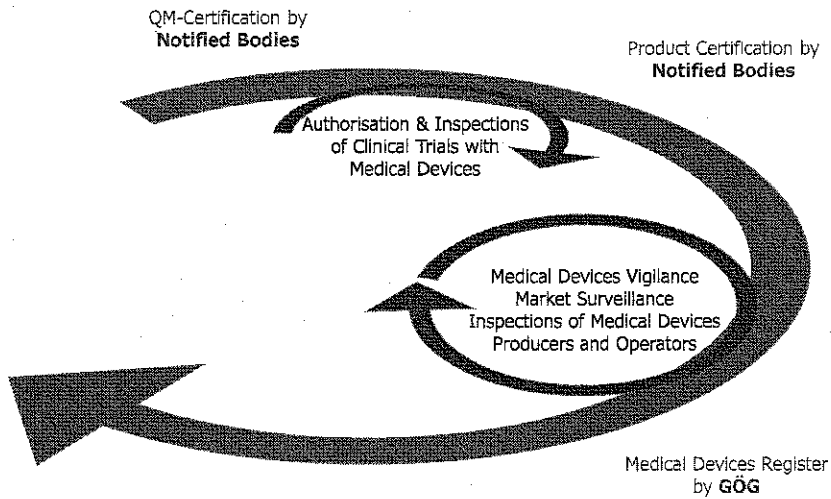 QM-Certification by
Notified Bodies
Product Certification by
Notified Bodies
Authorisation & Inspections
of Clinical Trials with
Medical Devices
Medical Devices Vigilance
Market Surveillance
Inspections of Medical Devices
Producers and Operators
Medical Devices Register
by GÖG